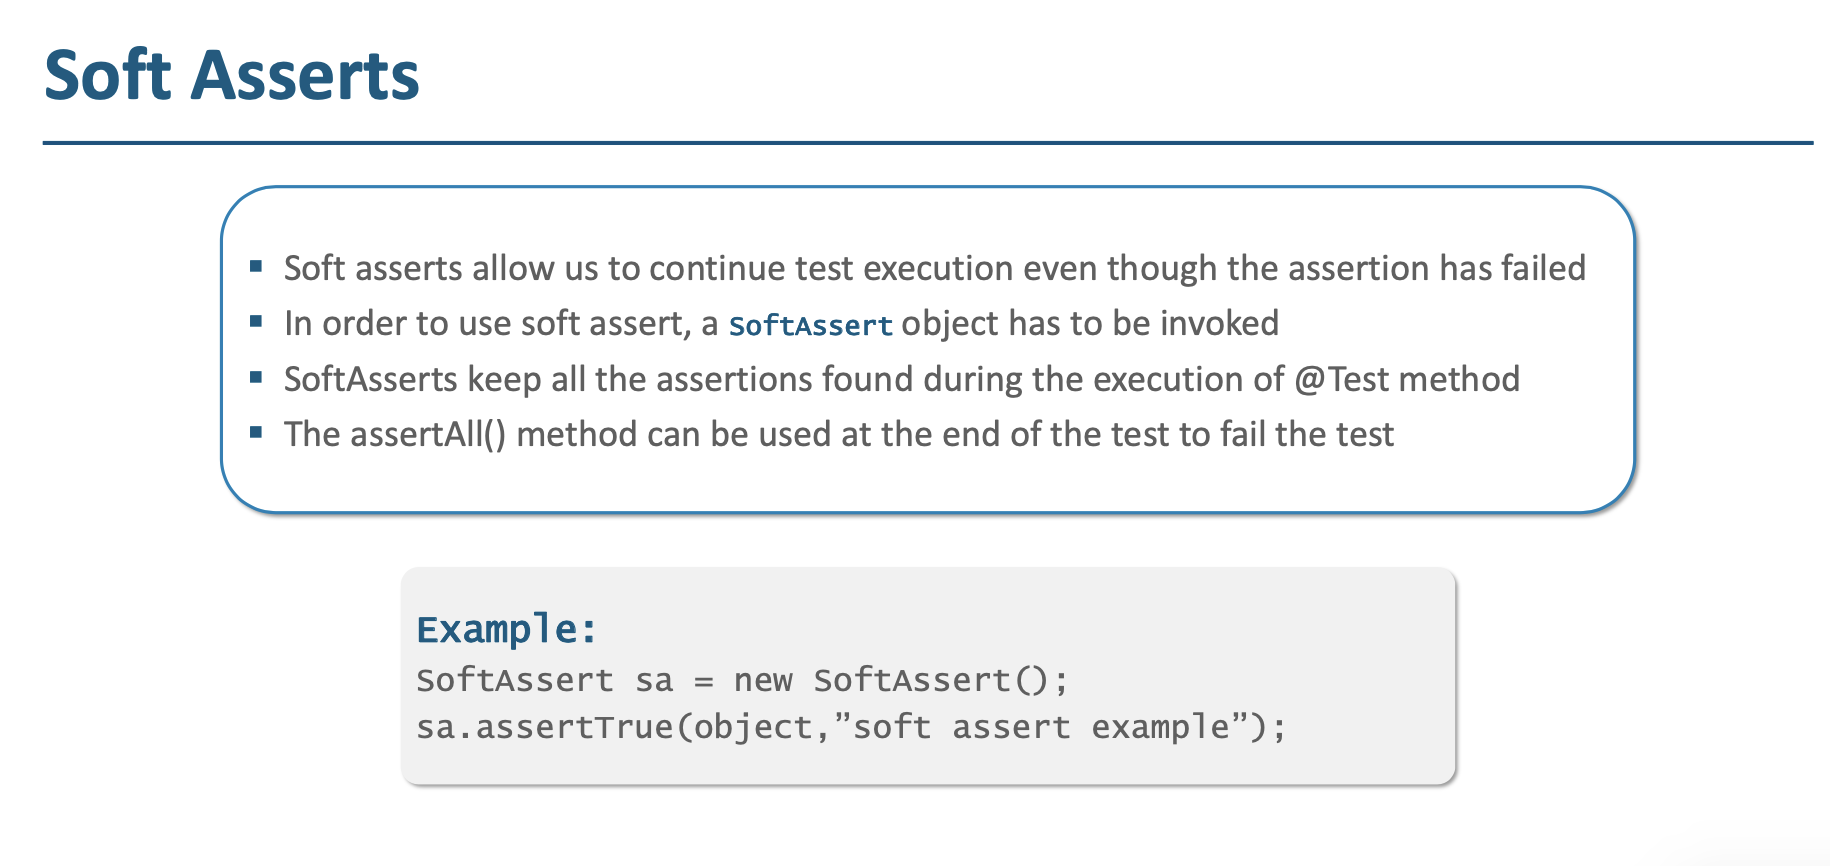 Soft Asserts
▪ Soft asserts allow us to continue test execution even though the assertion has failed
▪ In order to use soft assert, a SoftAssert object has to be invoked
▪ SoftAsserts keep all the assertions found during the execution of @Test method
▪ The assertAll() method can be used at the end of the test to fail the test
Example:
SoftAssert sa = new SoftAssert();
sa.assertTrue(object,”soft assert example”);